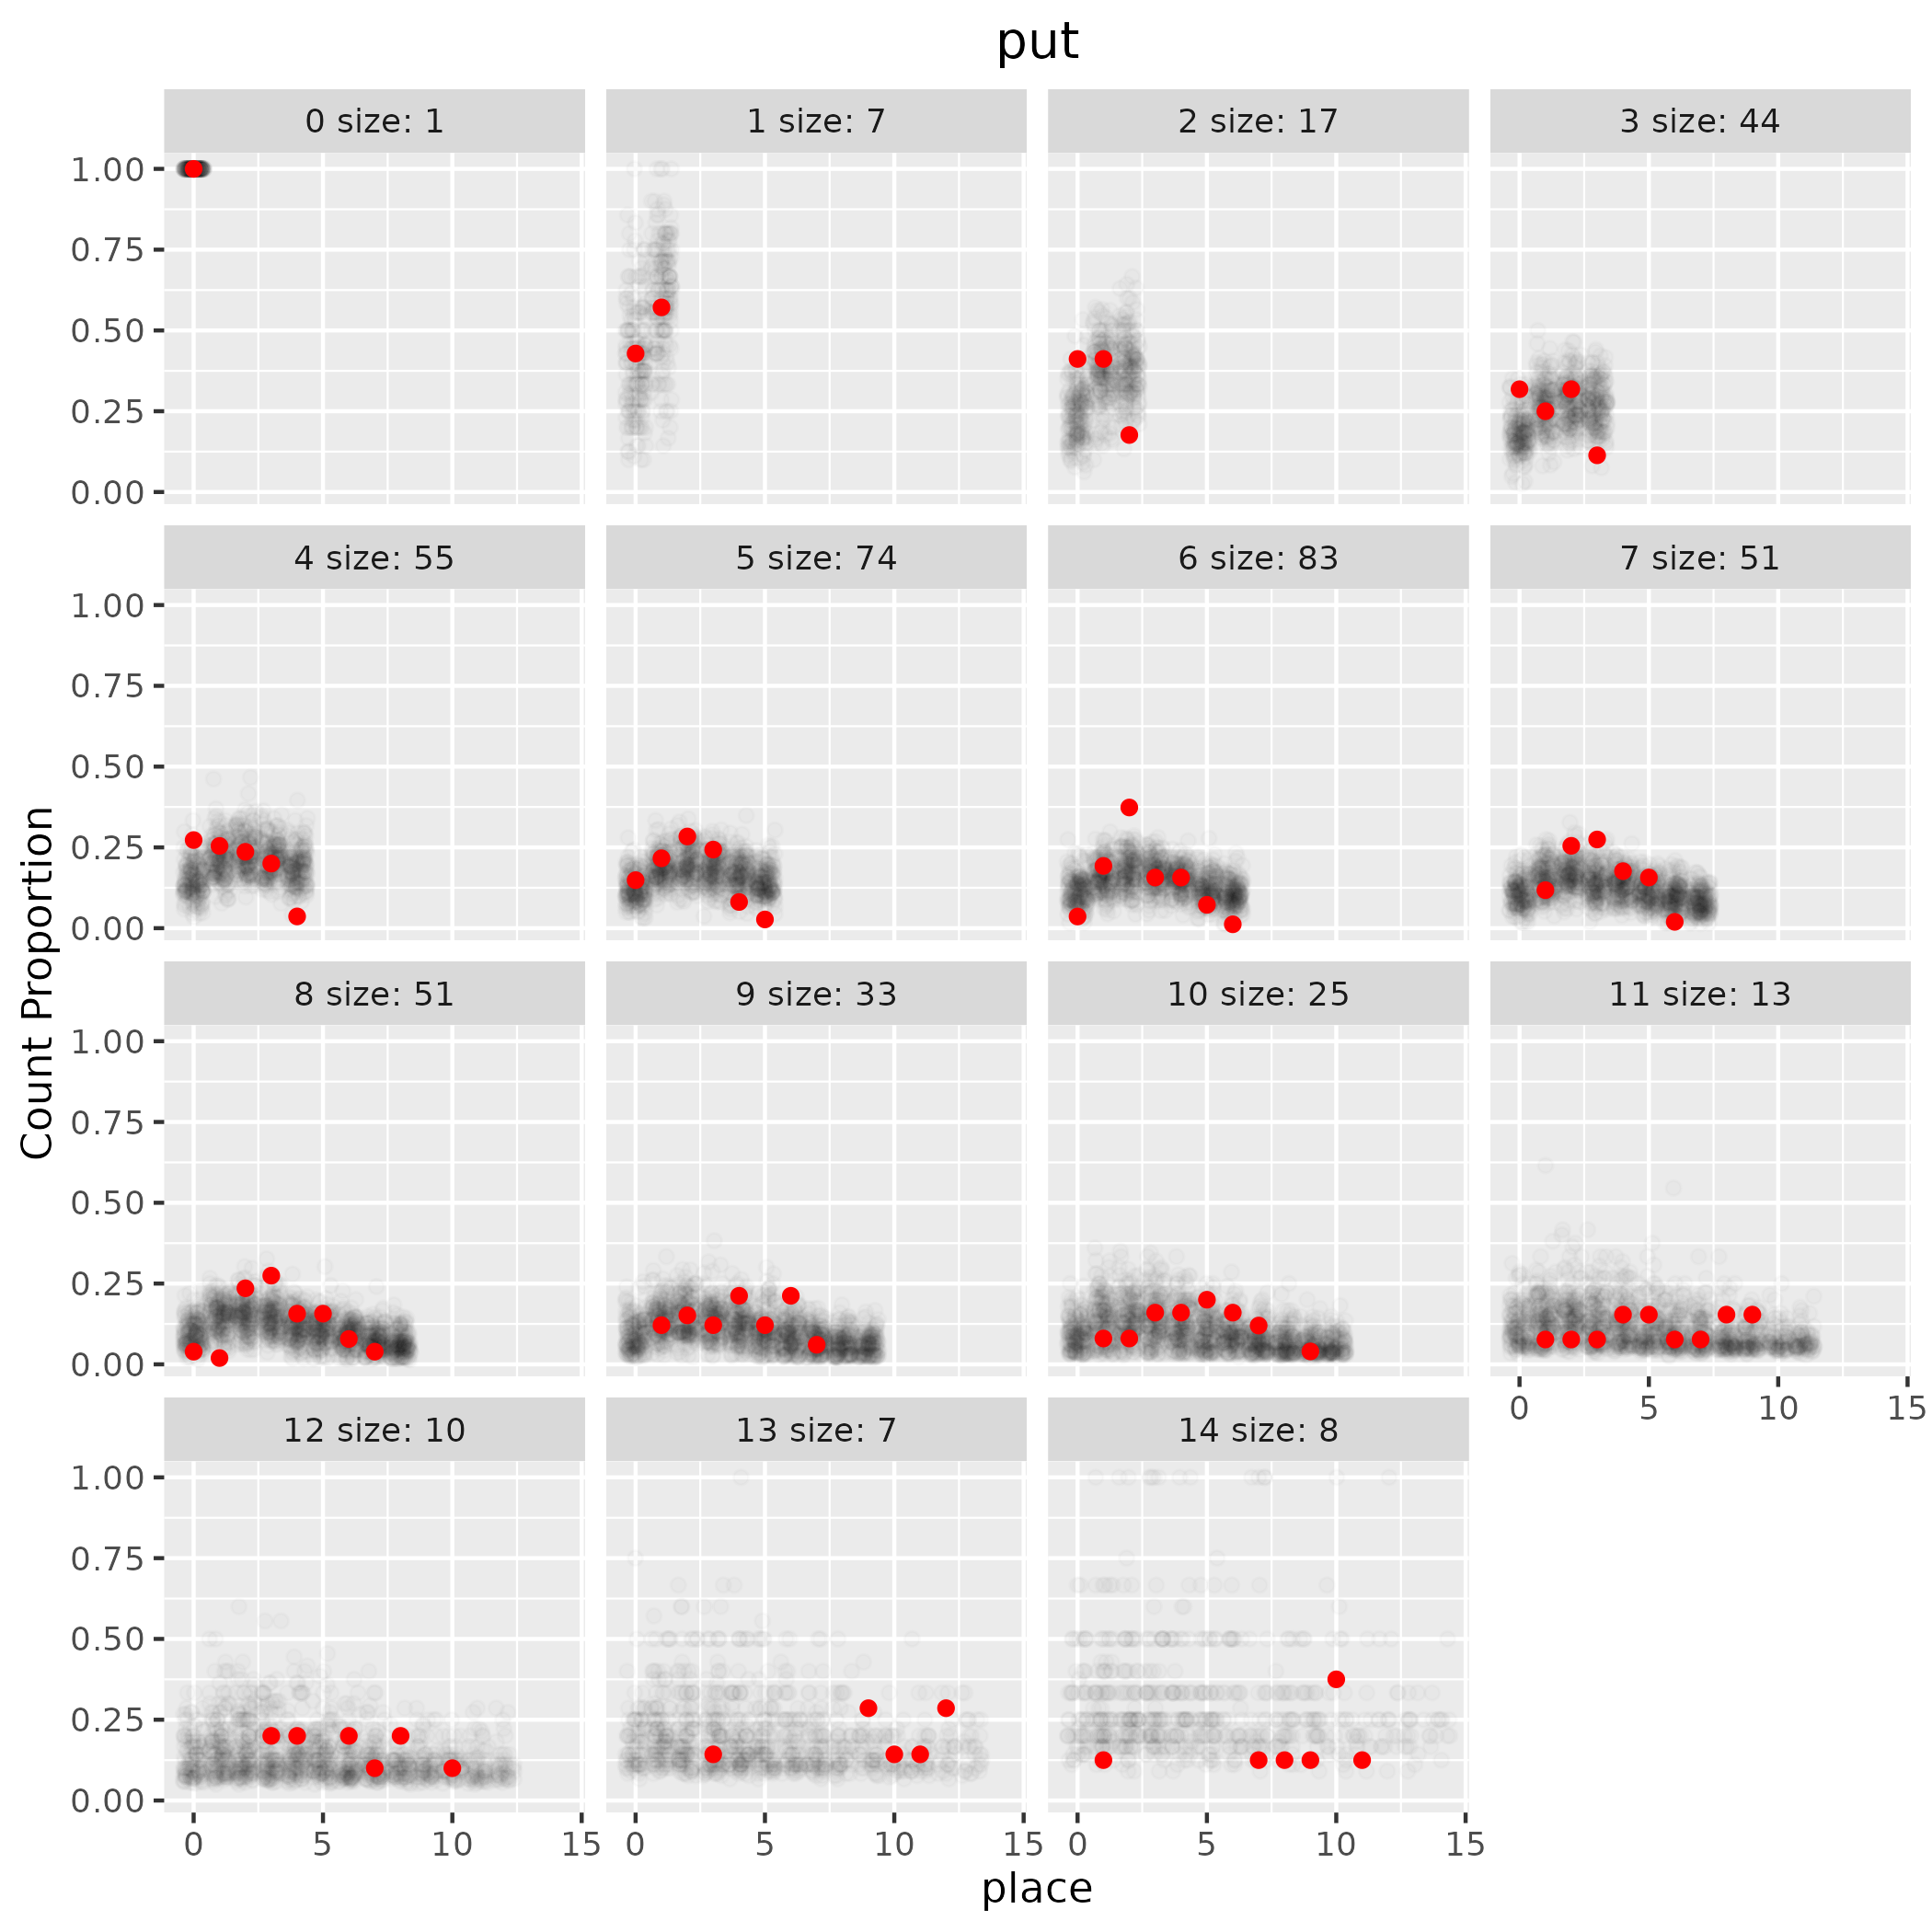 put
0 size: 1
1 size: 7
2 size: 17
3 size: 44
1.00
0.75
0.50
0.25
0.00
4 size: 55
5 size: 74
6 size: 83
7 size: 51
1.00
0.75
0.50
0.25
0.00
Count Proportion
8 size: 51
9 size: 33
10 size: 25
11 size: 13
1.00
0.75
0.50
0.25
0.00
0 5 10 15
12 size: 10
13 size: 7
14 size: 8
1.00
0.75
0.50
0.25
0.00
0 5 10 15
0 5 10 15
0 5 10 15
place